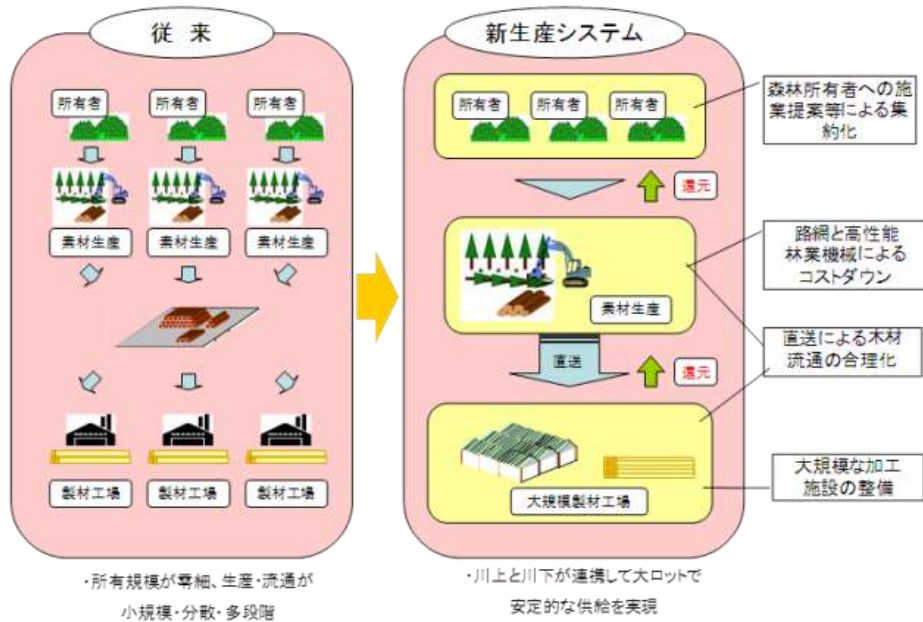 従 来
所有者 所有者 所有者
素材生産 素材生産 素材生産
製材工場 製材工場 製材工場
・所有規模が零細、生産・流通が
小規模・分散・多段階
新生産システム
所有者 所有者 所有者
還元
素材生産
直送
還元
大規模製材工場
・川上と川下が連携して大ロットで
安定的な供給を実現
森林所有者への施
業提案等による集
約化
路網と高性能
林業機械による
コストダウン
直送による木材
流通の合理化
大規模な加工
施設の整備